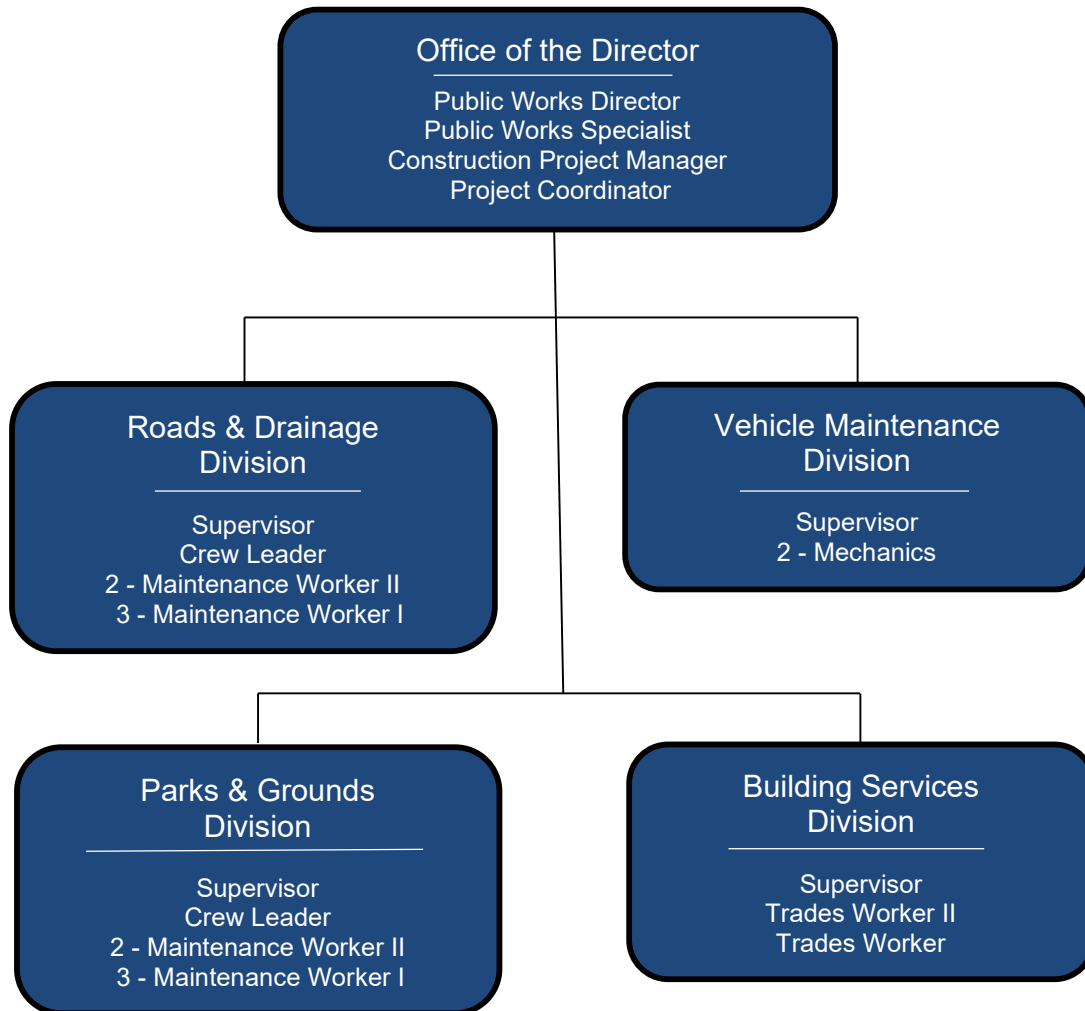 Office of the Director
Public Works Director
Public Works Specialist
Construction Project Manager
Project Coordinator
Roads & Drainage
Division
Supervisor
Crew Leader
2 - Maintenance Worker II
3 - Maintenance Worker I
Vehicle Maintenance
Division
Supervisor
2 - Mechanics
Parks & Grounds
Division
Supervisor
Crew Leader
2 - Maintenance Worker II
3 - Maintenance Worker I
Building Services
Division
Supervisor
Trades Worker II
Trades Worker